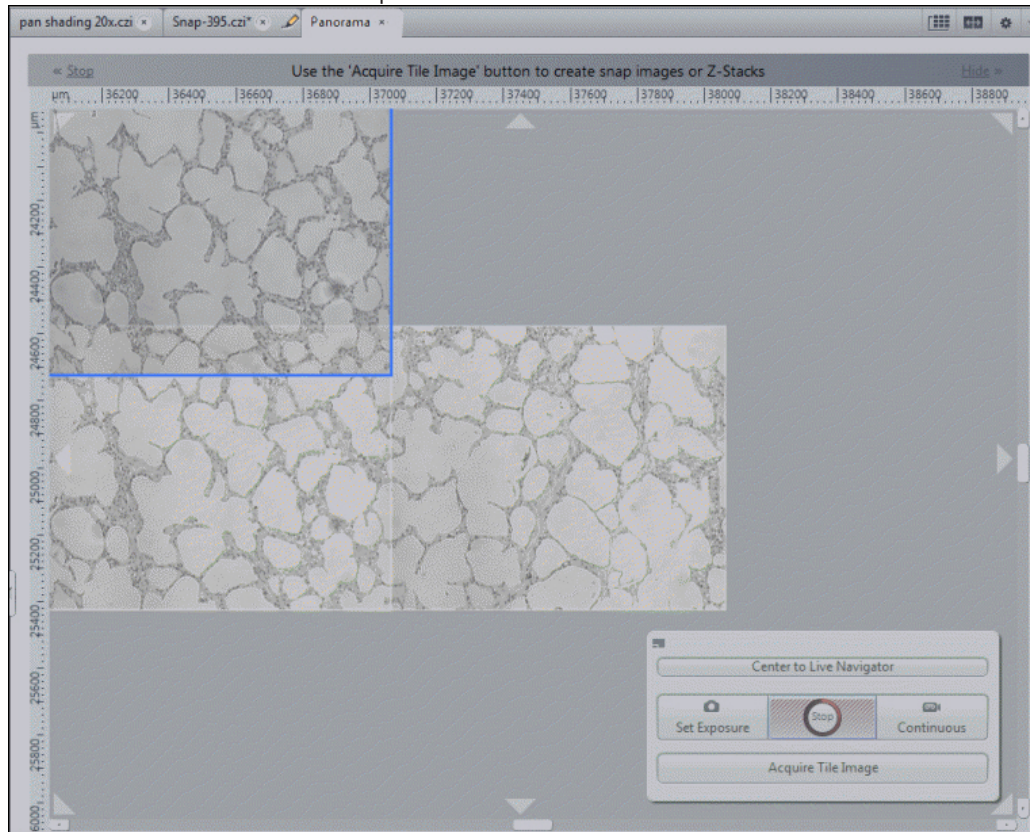 pan shading 20x.czi × Snap-395.czi* × Panorama ×
« Stop Use the 'Acquire Tile Image' button to create snap images or Z-Stacks Hide »
µm 36200 36400 36600 36800 37000 37200 37400 37600 37800 38000 38200 38400 38600 38800
µm
24200
24400
24600
24800
25000
25200
25400
25600
25800
Center to Live Navigator
Set Exposure Stop Continuous
Acquire Tile Image